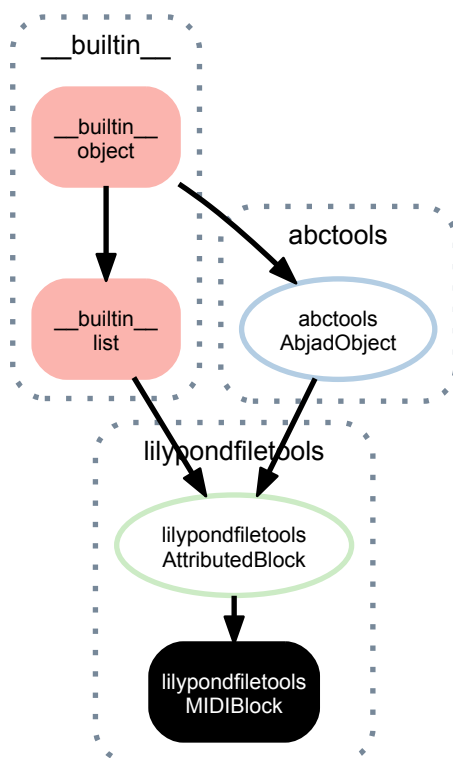 __builtin__
__builtin__
object
abctools
__builtin__
list
abctools
AbjadObject
lilypondfiletools
lilypondfiletools
AttributedBlock
lilypondfiletools
MIDIBlock